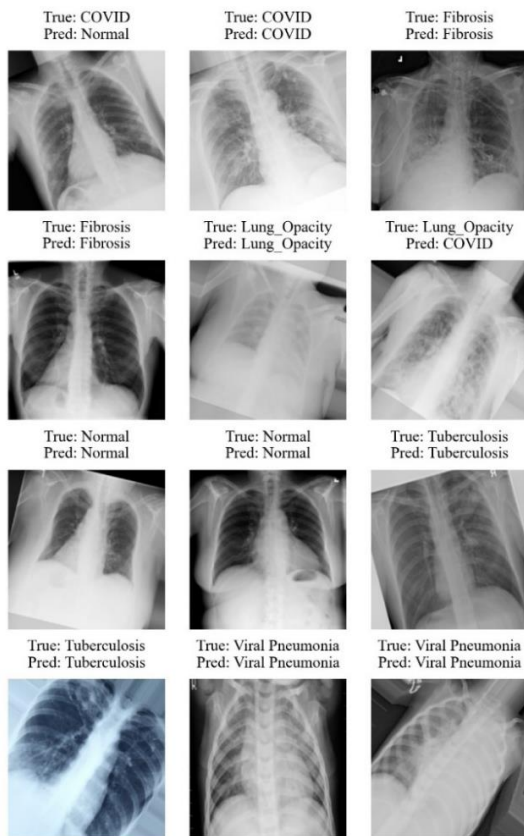 True: COVID
Pred: Normal
True: COVID
Pred: COVID
True: Fibrosis
Pred: Fibrosis
True: Fibrosis
Pred: Fibrosis
True: Lung_Opacity
Pred: Lung_Opacity
True: Lung_Opacity
Pred: COVID
True: Normal
Pred: Normal
True: Normal
Pred: Normal
True: Tuberculosis
Pred: Tuberculosis
True: Tuberculosis
Pred: Tuberculosis
True: Viral Pneumonia
Pred: Viral Pneumonia
True: Viral Pneumonia
Pred: Viral Pneumonia